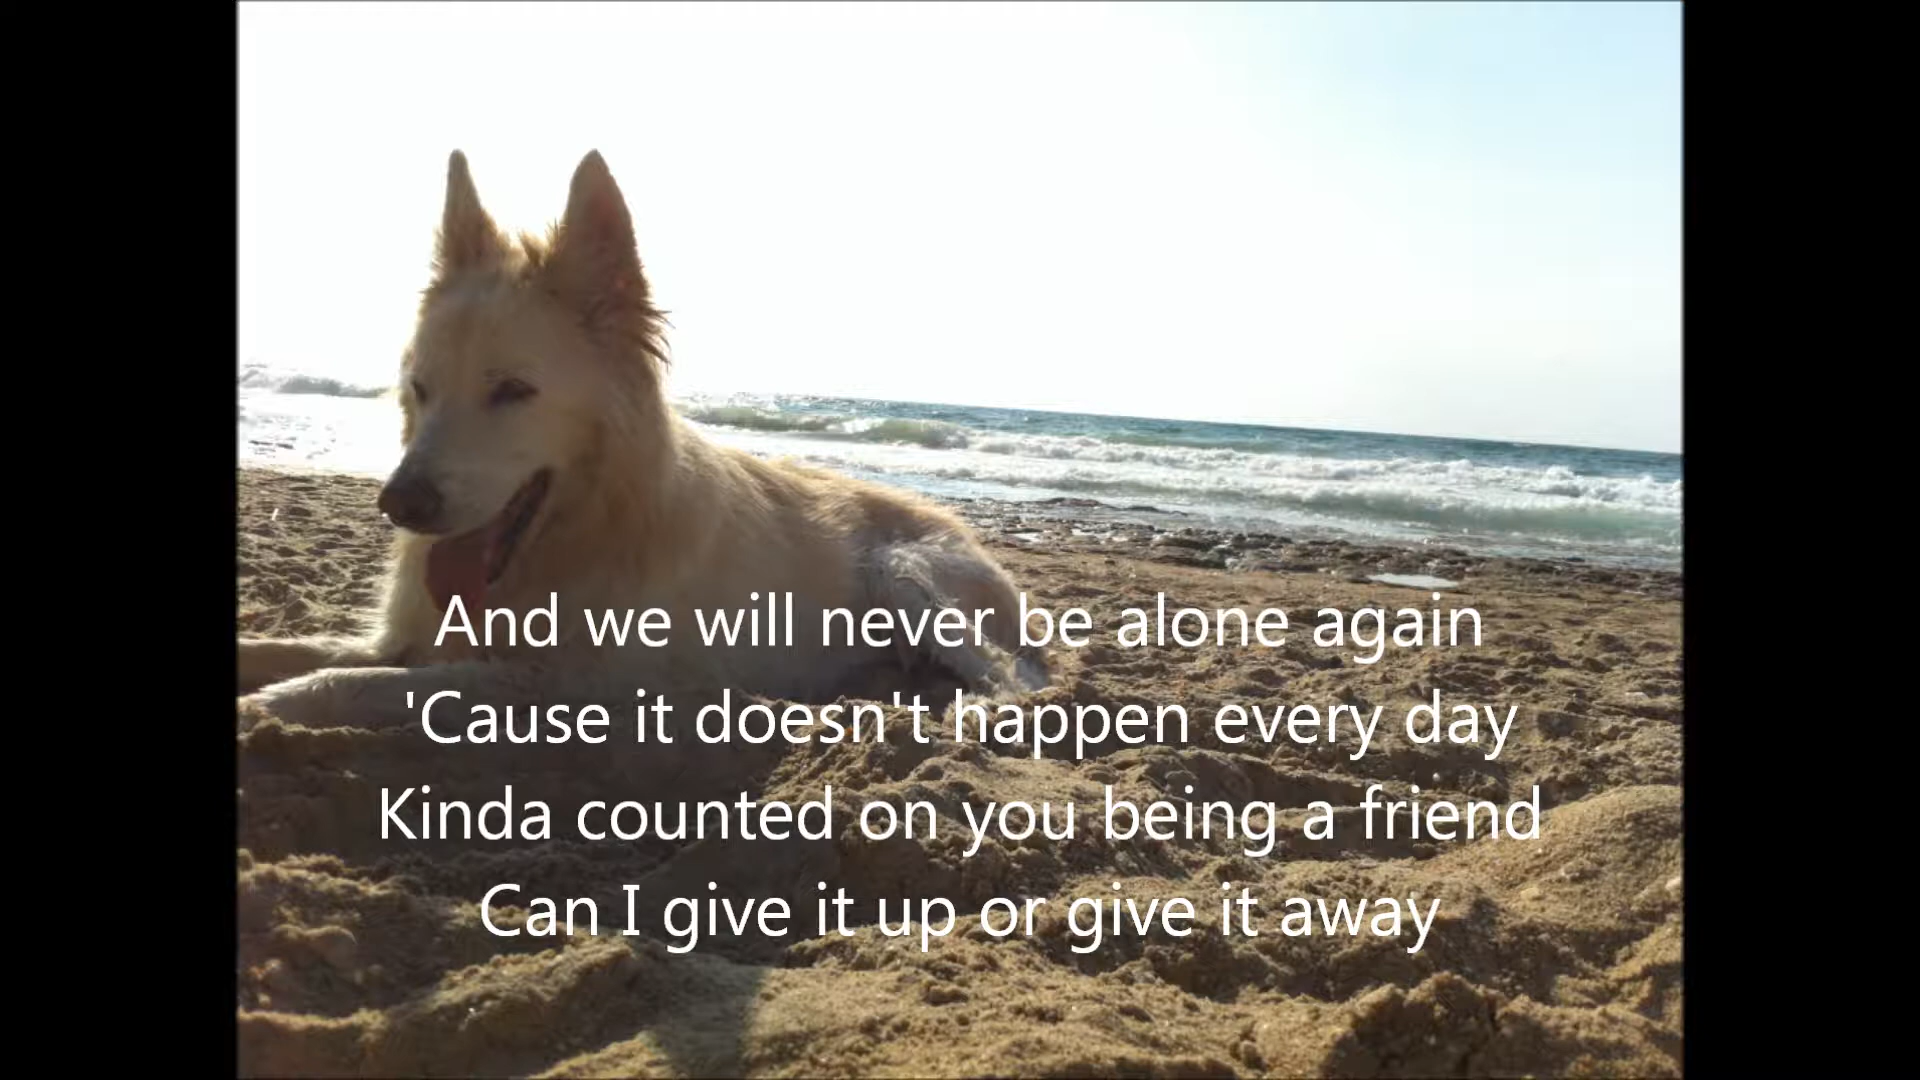 And we will never be alone again
'Cause it doesn't happen every day
Kinda counted on you being a friend
Can I give it up or give it away